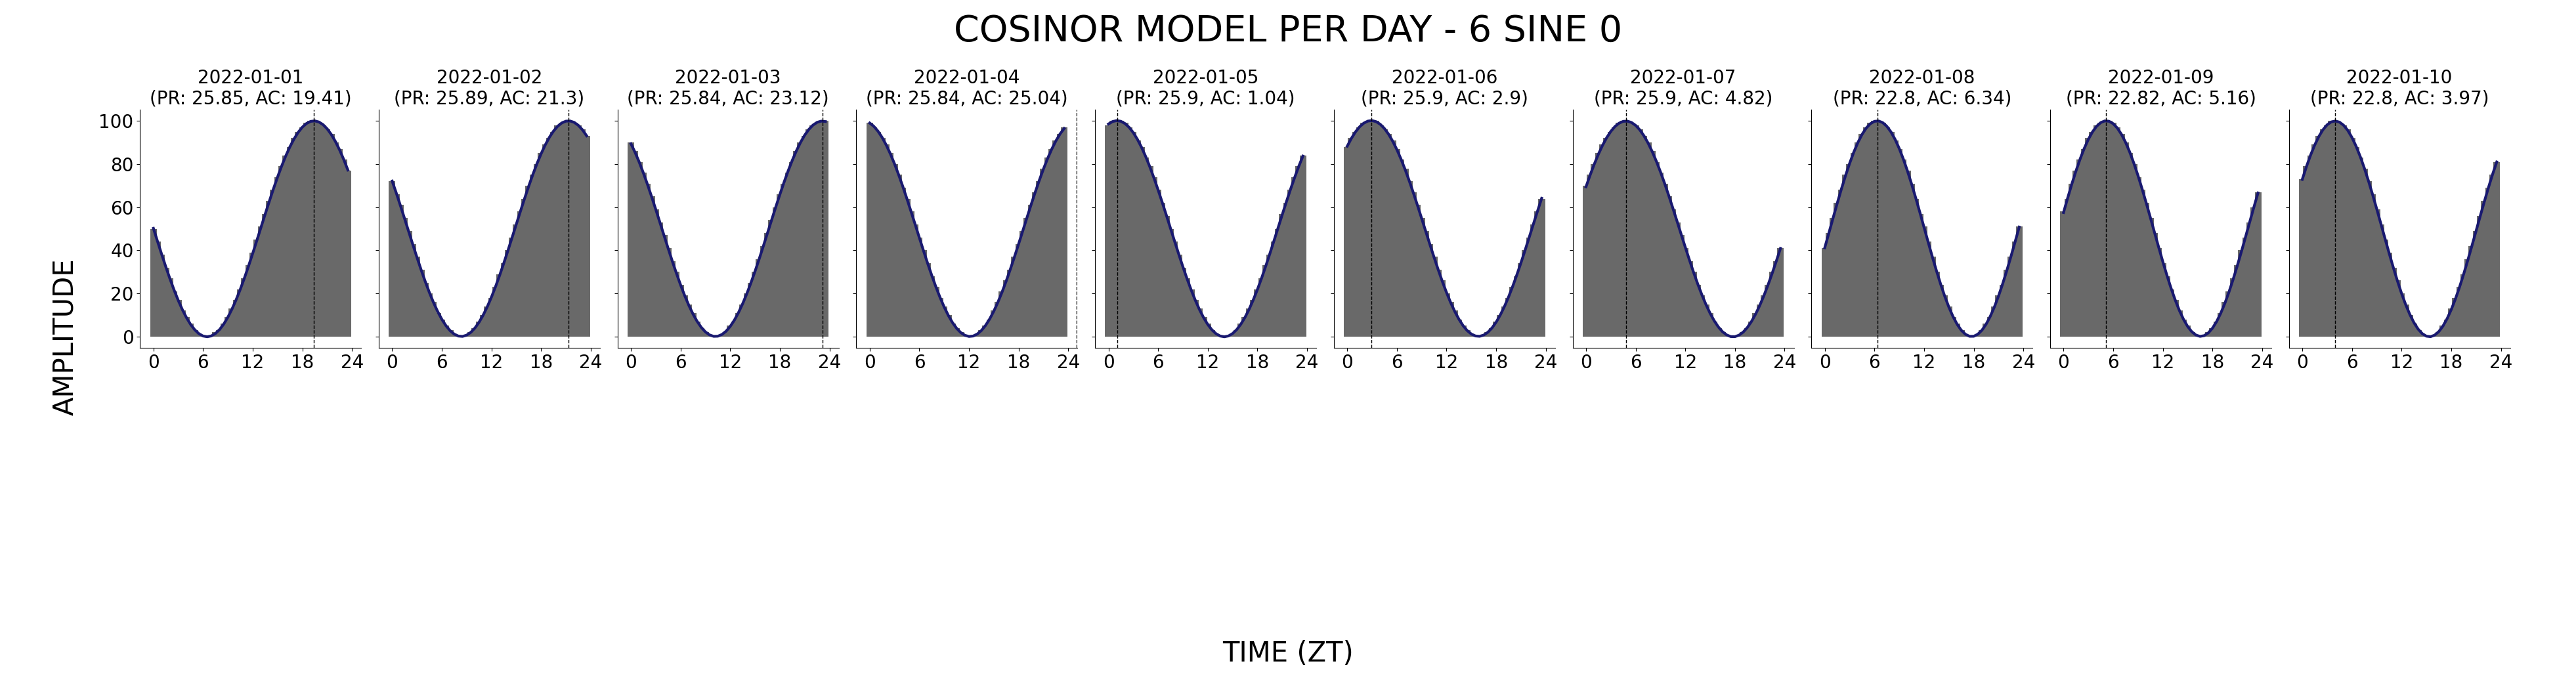 COSINOR MODEL PER DAY - 6 SINE 0
2022-01-01 2022-01-02 2022-01-03 2022-01-04 2022-01-05 2022-01-06 2022-01-07 2022-01-08 2022-01-09 2022-01-10
(PR: 25.85, AC: 19.41) (PR: 25.89, AC: 21.3) (PR: 25.84, AC: 23.12) (PR: 25.84, AC: 25.04) (PR: 25.9, AC: 1.04) (PR: 25.9, AC: 2.9) (PR: 25.9, AC: 4.82) (PR: 22.8, AC: 6.34) (PR: 22.82, AC: 5.16) (PR: 22.8, AC: 3.97)
100
80
60
40
20
0
0 6 12 18 24 0 6 12 18 24 0 6 12 18 24 0 6 12 18 24 0 6 12 18 24 0 6 12 18 24 0 6 12 18 24 0 6 12 18 24 0 6 12 18 24 0 6 12 18 24
AMPLITUDE
TIME (ZT)